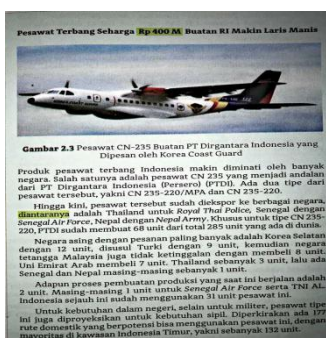 Pesawat Terbang Seharga Rp 400 M Buatan RI Makin Laris Manis
Gambar 2.3 Pesawat CN-235 Buatan PT Dirgantara Indonesia yang
Dipesan oleh Korea Coast Guard
Produk pesawat terbang Indonesia makin diminati oleh banyak
negara. Salah satunya adalah pesawat CN 235 yang menjadi andalan
dari PT Dirgantara Indonesia (Persero) (PTDI). Ada dua tipe dari
pesawat tersebut, yakni CN 235-220/MPA dan CN 235-220.
Hingga kini, pesawat tersebut sudah diekspor ke berbagai negara,
diantaranya adalah Thailand untuk Royal Thai Police, Senegal dengan
Senegal Air Force, Nepal dengan Nepal Army. Khusus untuk tipe CN 235-
220, PTDI sudah membuat 68 unit dari total 285 unit yang ada di dunia.
Negara asing dengan pesanan paling banyak adalah Korea Selatan
dengan 12 unit, disusul Turki dengan 9 unit, kemudian negara
tetangga Malaysia juga tidak ketinggalan dengan membeli 8 unit.
Uni Emirat Arab membeli 7 unit. Thailand sebanyak 3 unit, lalu ada
Senegal dan Nepal masing-masing sebanyak 1 unit.
Adapun proses pembuatan produksi yang saat ini berjalan adalah
2 unit. Masing-masing 1 unit untuk Senegal Air Force serta TNI AL.
Indonesia sejauh ini sudah menggunakan 31 unit pesawat ini.
Untuk kebutuhan dalam negeri, selain untuk militer, pesawat tipe
ini juga diproyeksikan untuk kebutuhan sipil. Diperkirakan ada 177
rute domestik yang berpotensi bisa menggunakan pesawat ini, dengan
mayoritas di kawasan Indonesia Timur, yakni sebanyak 132 unit.